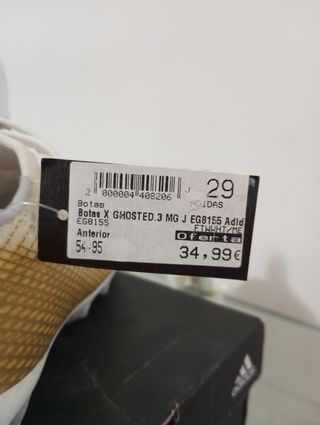 2 000004 408206
J 29
Botas ADIDAS
Botas X GHOSTED.3 MG J EG8155 Adid
EG8155 FTWWHT/ME
Anterior Oferta
54.95 34,99€
adidas